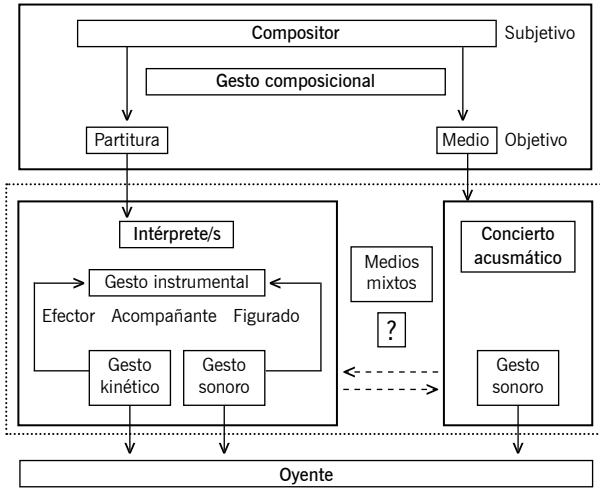 Compositor
Subjetivo
Gesto composicional
Partitura
Medio
Objetivo
Intérprete/s
Concierto
acusmático
Medios
mixtos
Gesto instrumental
Efector Acompañante Figurado
?
Gesto
kinético
Gesto
sonoro
Gesto
sonoro
Oyente